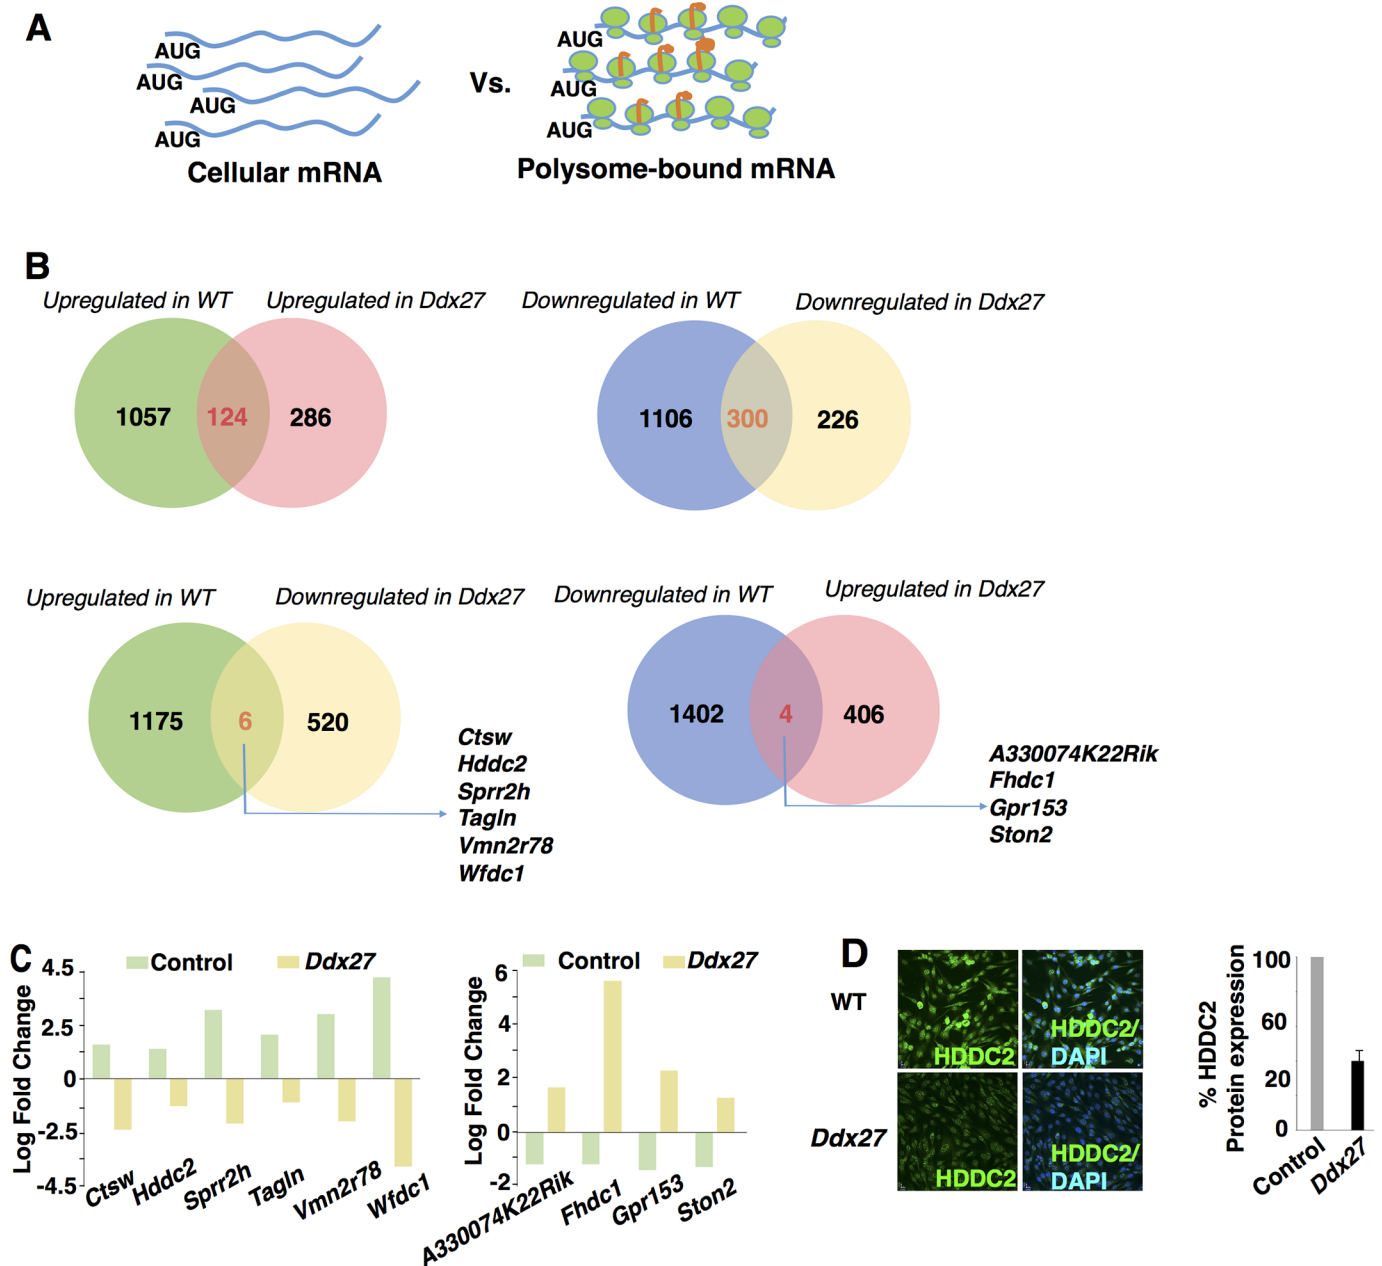 A
AUG
AUG
AUG
AUG
Cellular mRNA
Vs.
AUG
AUG
AUG
Polysome-bound mRNA
B
Upregulated in WT
Upregulated in Ddx27
1057
124
286
Downregulated in WT
Downregulated in Ddx27
1106
300
226
Upregulated in WT
Downregulated in Ddx27
1175
6
520
Ctsw
Hddc2
Sprr2h
Tagln
Vmn2r78
Wfdc1
Downregulated in WT
Upregulated in Ddx27
1402
4
406
A330074K22Rik
Fhdc1
Gpr153
Ston2
C
Control
Ddx27
Log Fold Change
4.5
2.5
0
-2.5
-4.5
Ctsw
Hddc2
Sprr2h
Tagln
Vmn2r78
Wfdc1
Control
Ddx27
Log Fold Change
6
4
2
0
-2
A330074K22Rik
Fhdc1
Gpr153
Ston2
D
WT
HDDC2
HDDC2/
DAPI
Ddx27
HDDC2
HDDC2/
DAPI
% HDDC2
Protein expression
100
60
20
0
Control
Ddx27